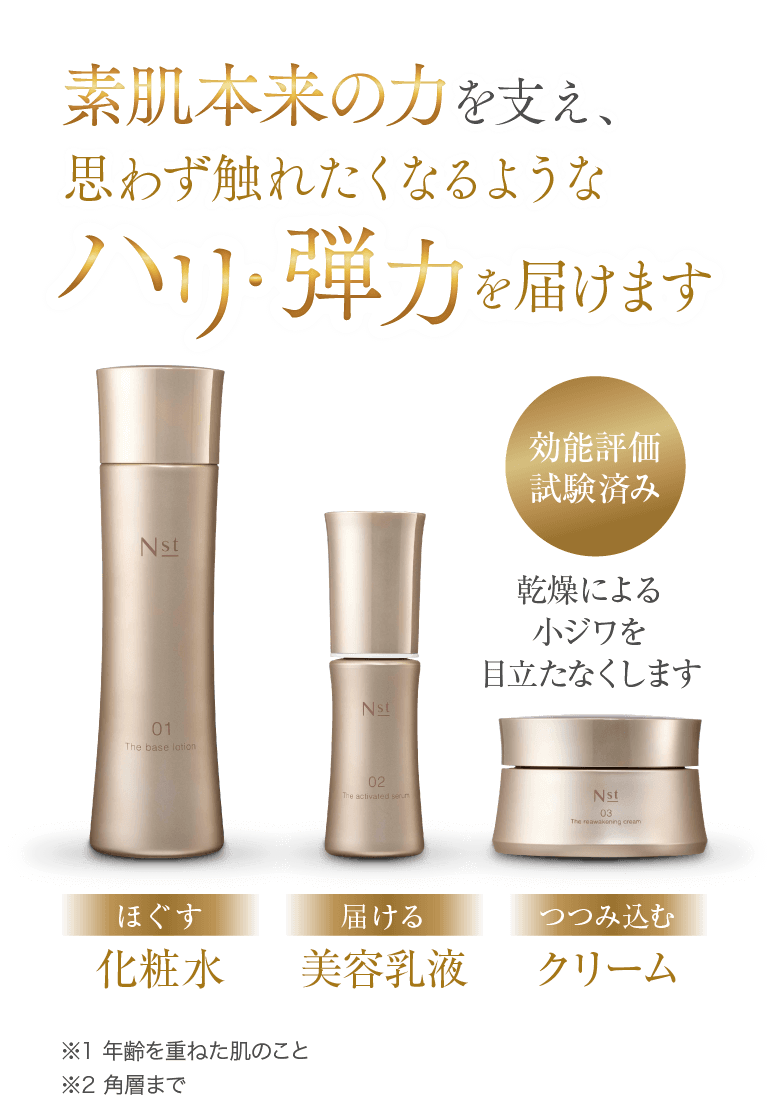 素肌本来の力を支え、
思わず触れたくなるような
ハリ・弾力を届けます
効能評価
試験済み
乾燥による
小ジワを
目立たなくします
Nst
01
The base lotion
Nst
02
The activated serum
Nst
03
The reawakening cream
ほぐす
化粧水
届ける
美容乳液
つつみ込む
クリーム
※1 年齢を重ねた肌のこと
※2 角層まで